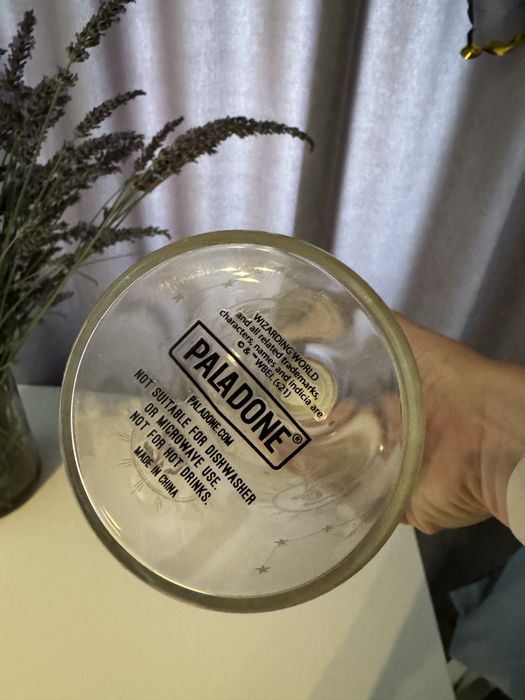 WIZARDING WORLD
and all related trademarks,
characters, names and indicia are
© & ™ WBEI. (s21)
PALADONE®
PALADONE.COM
NOT SUITABLE FOR DISHWASHER
OR MICROWAVE USE.
NOT FOR HOT DRINKS.
MADE IN CHINA